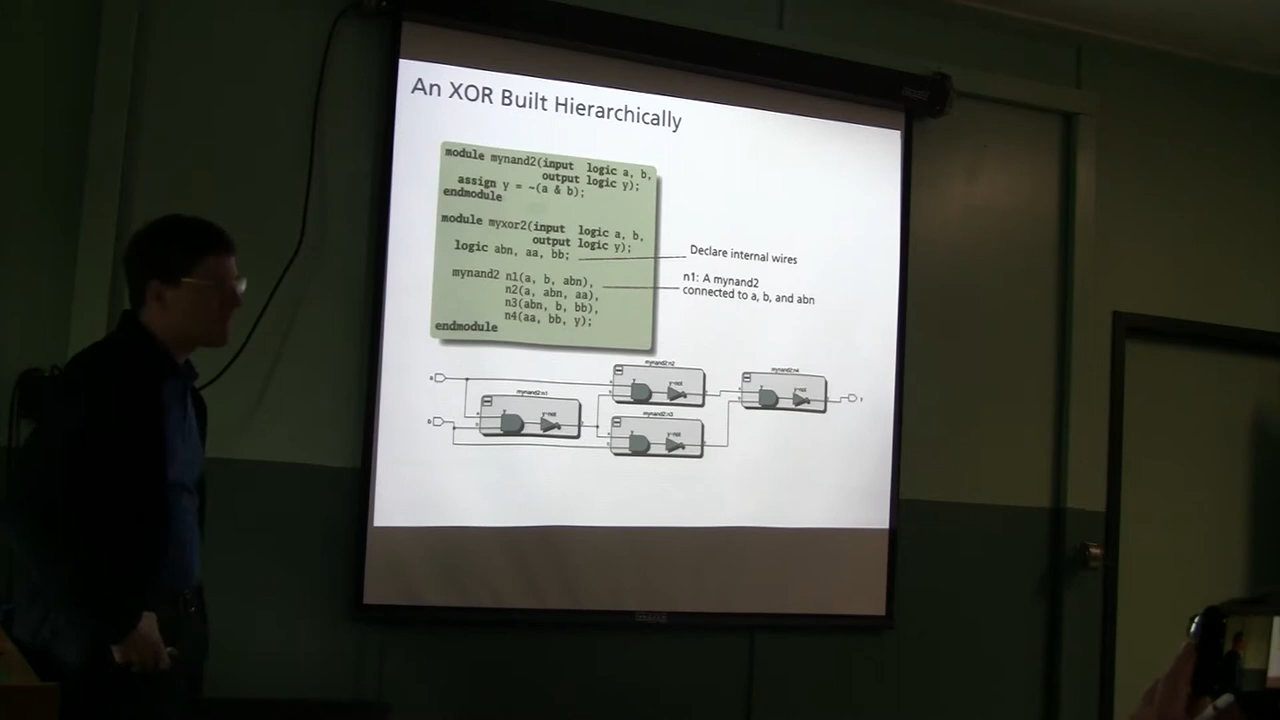 An XOR Built Hierarchically
module mynand2(input logic a, b,
output logic y);
assign y = ~(a & b);
endmodule
module myxor2(input logic a, b,
output logic y);
logic abn, aa, bb;
mynand2 n1(a, b, abn),
n2(a, abn, aa),
n3(abn, b, bb),
n4(aa, bb, y);
endmodule
Declare internal wires
n1: A mynand2
connected to a, b, and abn
mynand2:n2
mynand2:n4
mynand2:n1
mynand2:n3
a
b